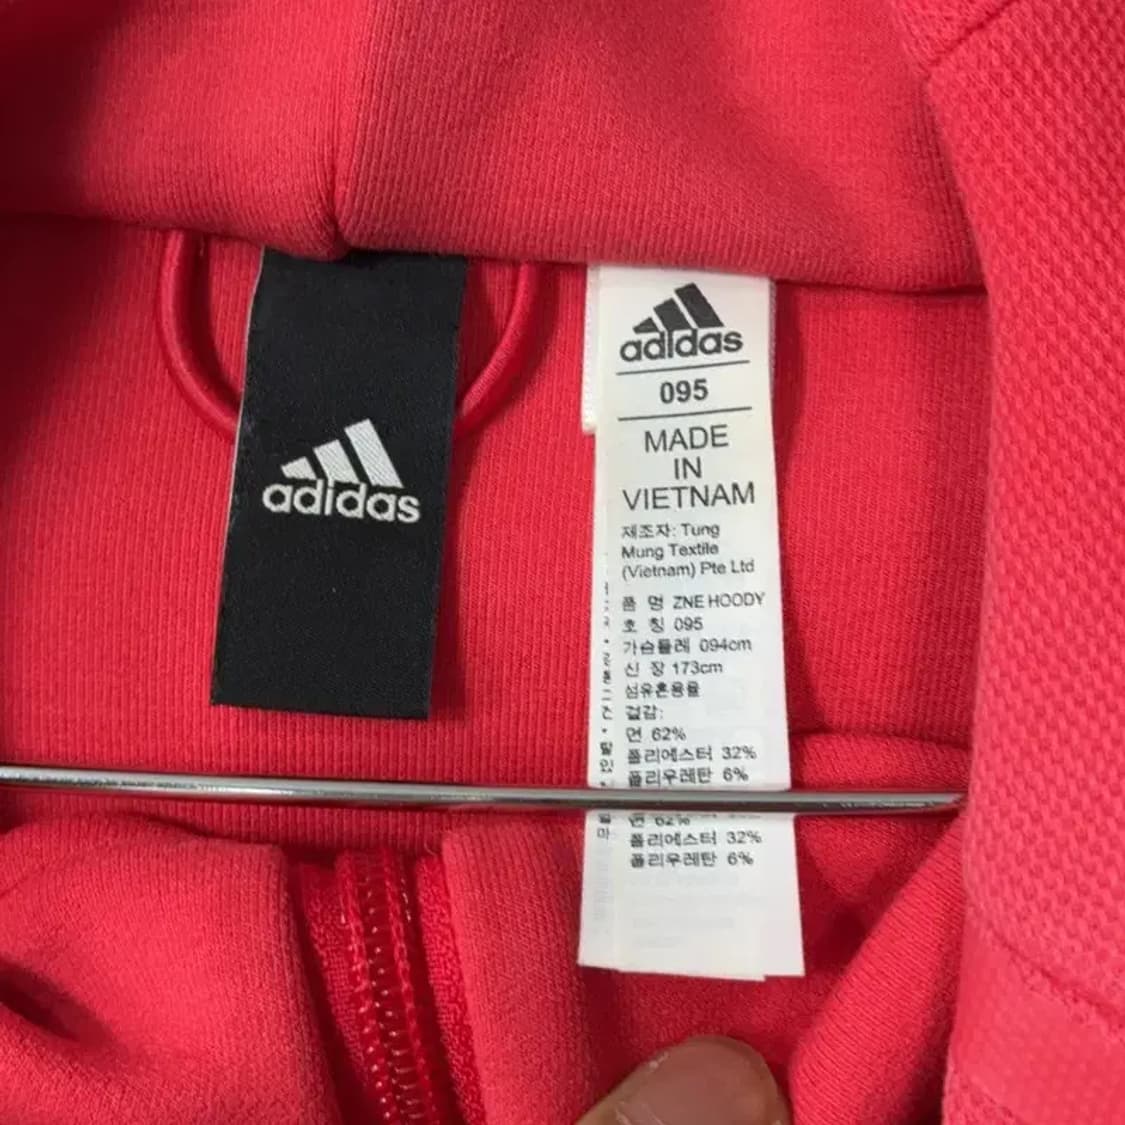 adidas
adidas
095
MADE
IN
VIETNAM
제조자: Tung
Mung Textile
(Vietnam) Pte Ltd
품 명 ZNE HOODY
호 칭 095
가슴둘레 094cm
신 장 173cm
섬유혼용율
겉감:
면 62%
폴리에스터 32%
폴리우레탄 6%
면 62%
폴리에스터 32%
폴리우레탄 6%